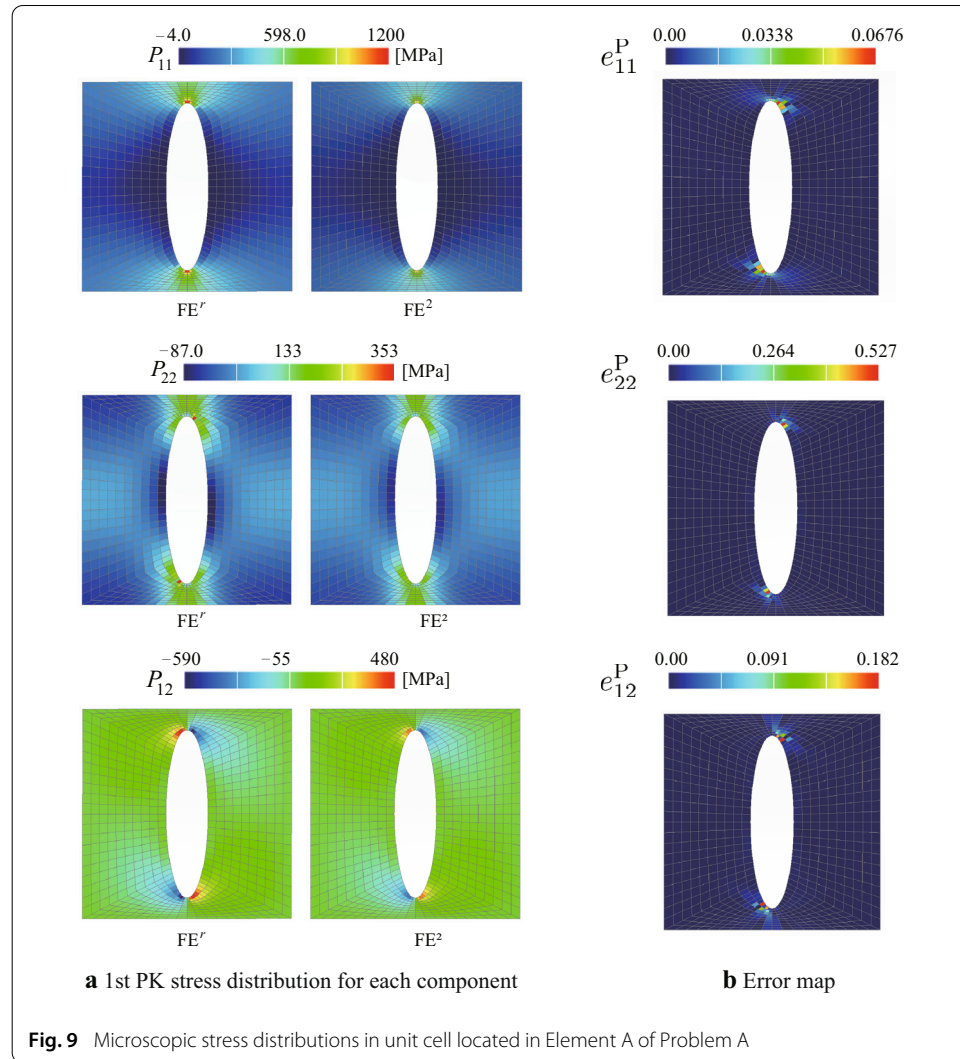 −4.0 598.0 1200
P11 [MPa]
FEʳ FE²
0.00 0.0338 0.0676
eᴾ11
−87.0 133 353
P22 [MPa]
FEʳ FE²
0.00 0.264 0.527
eᴾ22
−590 −55 480
P12 [MPa]
FEʳ FE²
0.00 0.091 0.182
eᴾ12
a 1st PK stress distribution for each component
b Error map
Fig. 9 Microscopic stress distributions in unit cell located in Element A of Problem A